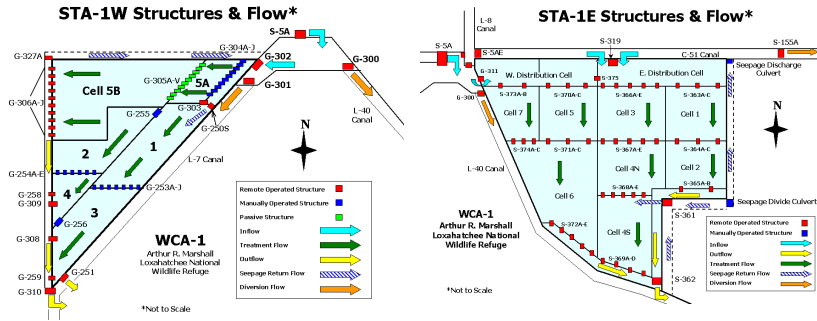 STA-1W Structures & Flow*
G-327A
G-304A-J
S-5A
G-302
G-300
G-305A-V
5A
G-301
Cell 5B
G-306A-J
G-255
G-303
G-250S
L-40
Canal
1
N
L-7 Canal
2
G-254A-E
4
G-253A-J
G-258
G-309
3
G-256
G-308
WCA-1
Arthur R. Marshall
Loxahatchee National
Wildlife Refuge
G-259
G-251
G-310
*Not to Scale
Remote Operated Structure
Manually Operated Structure
Passive Structure
Inflow
Treatment Flow
Outflow
Seepage Return Flow
Diversion Flow
STA-1E Structures & Flow*
L-8
Canal
S-319
S-155A
S-5A
S-5AE
C-51 Canal
Seepage Discharge
Culvert
G-311
W. Distribution Cell
S-375
E. Distribution Cell
G-300
S-373A-B
S-370A-C
S-366A-E
S-363A-C
Cell 7
Cell 5
Cell 3
Cell 1
N
S-374A-C
S-371A-C
S-367A-E
S-364A-C
L-40 Canal
Cell 4N
Cell 2
Cell 6
S-368A-E
S-365A-B
Seepage Divide Culvert
WCA-1
Arthur R. Marshall
Loxahatchee National
Wildlife Refuge
S-372A-E
Cell 4S
S-361
S-369A-D
S-362
*Not to Scale
Remote Operated Structure
Manually Operated Structure
Inflow
Outflow
Treatment Flow
Seepage Return Flow
Diversion Flow